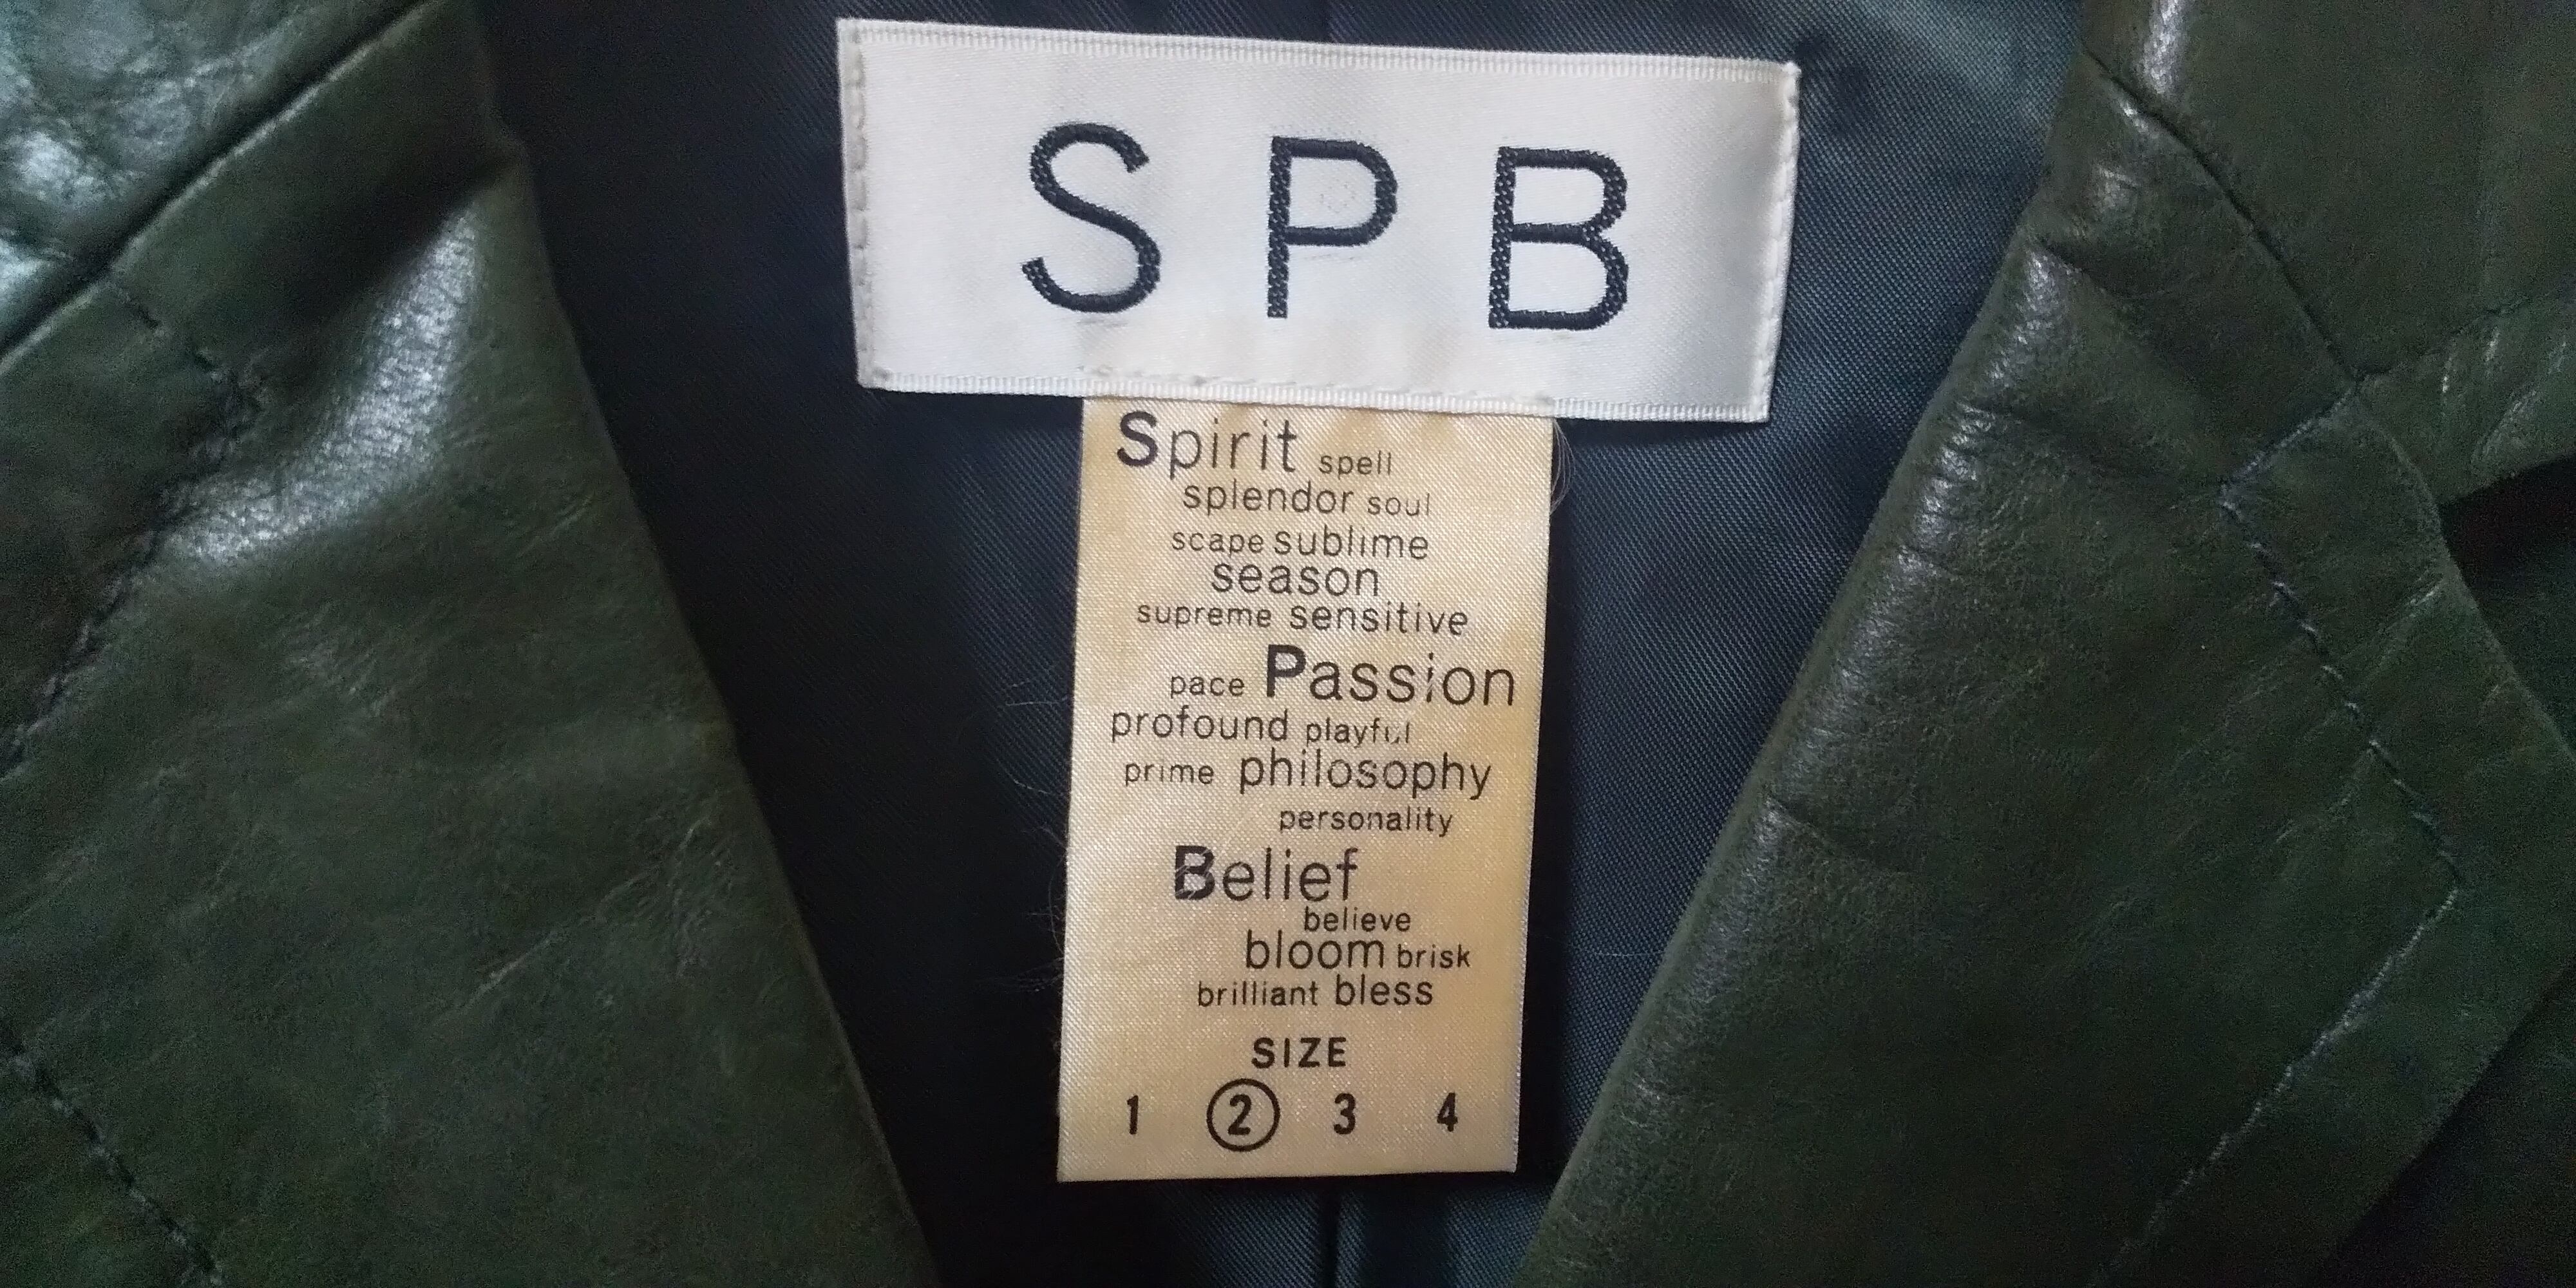 S P B
Spirit spell
splendor soul
scape sublime
season
supreme sensitive
pace Passion
profound playful
prime philosophy
personality
Belief
believe
bloom brisk
brilliant bless
SIZE
1 2 3 4